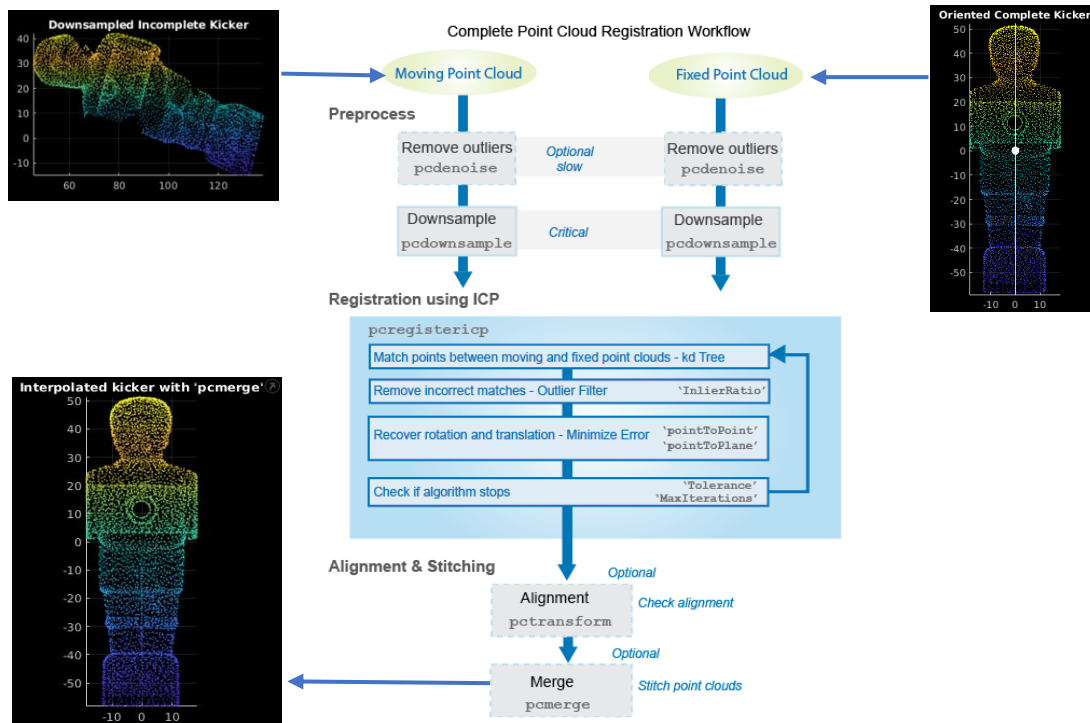 Complete Point Cloud Registration Workflow
Downsampled Incomplete Kicker
40
30
20
10
0
-10
60
80
100
120
Moving Point Cloud
Fixed Point Cloud
Oriented Complete Kicker
50
40
30
20
10
0
-10
-20
-30
-40
-50
-10
0
10
Preprocess
Remove outliers
pcdenoise
Optional
slow
Remove outliers
pcdenoise
Downsample
pcdownsample
Critical
Downsample
pcdownsample
Registration using ICP
pcregistericp
Match points between moving and fixed point clouds - kd Tree
Remove incorrect matches - Outlier Filter
‘InlierRatio’
Recover rotation and translation - Minimize Error
‘pointToPoint’
‘pointToPlane’
Check if algorithm stops
‘Tolerance’
‘MaxIterations’
Interpolated kicker with 'pcmerge'
50
40
30
20
10
0
-10
-20
-30
-40
-50
-10
0
10
Alignment & Stitching
Optional
Alignment
pctransform
Check alignment
Optional
Merge
pcmerge
Stitch point clouds